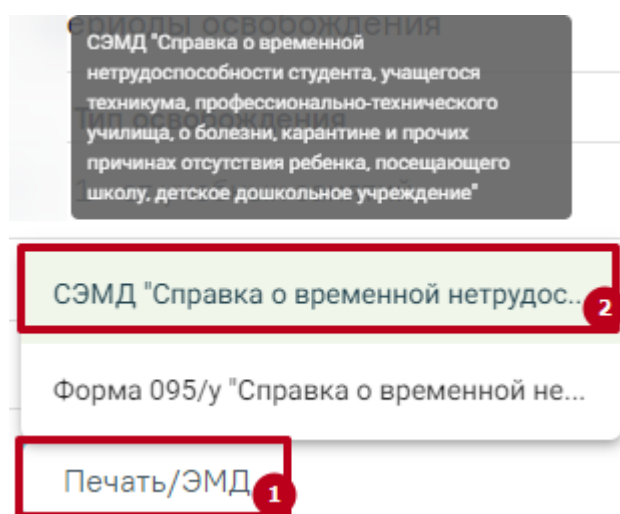 ериоды освобождения
СЭМД "Справка о временной
нетрудоспособности студента, учащегося
техникума, профессионально-технического
училища, о болезни, карантине и прочих
причинах отсутствия ребенка, посещающего
школу, детское дошкольное учреждение"
Тип освобождения
СЭМД "Справка о временной нетрудос...
2
Форма 095/у "Справка о временной не...
Печать/ЭМД
1